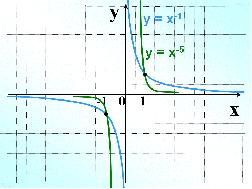 y
y = x⁻¹
y = x⁻⁵
-1 0 1 x